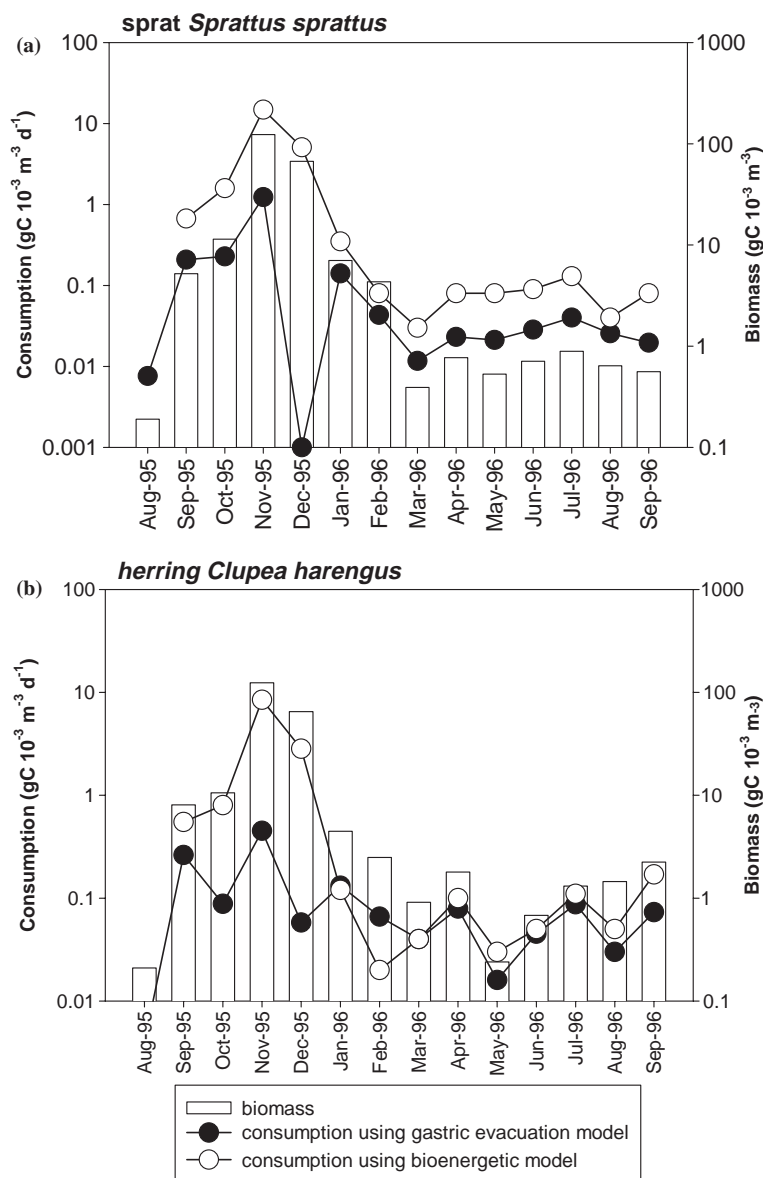 sprat Sprattus sprattus
(a)
100
10
1
0.1
0.01
0.001
Consumption (gC 10⁻³ m⁻³ d⁻¹)
1000
100
10
1
0.1
Biomass (gC 10⁻³ m⁻³)
Aug-95
Sep-95
Oct-95
Nov-95
Dec-95
Jan-96
Feb-96
Mar-96
Apr-96
May-96
Jun-96
Jul-96
Aug-96
Sep-96
(b)
herring Clupea harengus
100
10
1
0.1
0.01
Consumption (gC 10⁻³ m⁻³ d⁻¹)
1000
100
10
1
0.1
Biomass (gC 10⁻³ m-3)
Aug-95
Sep-95
Oct-95
Nov-95
Dec-95
Jan-96
Feb-96
Mar-96
Apr-96
May-96
Jun-96
Jul-96
Aug-96
Sep-96
biomass
consumption using gastric evacuation model
consumption using bioenergetic model